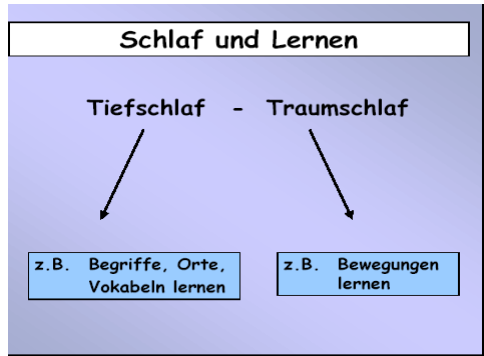 Schlaf und Lernen
Tiefschlaf - Traumschlaf
z.B. Begriffe, Orte,
Vokabeln lernen
z.B. Bewegungen
lernen